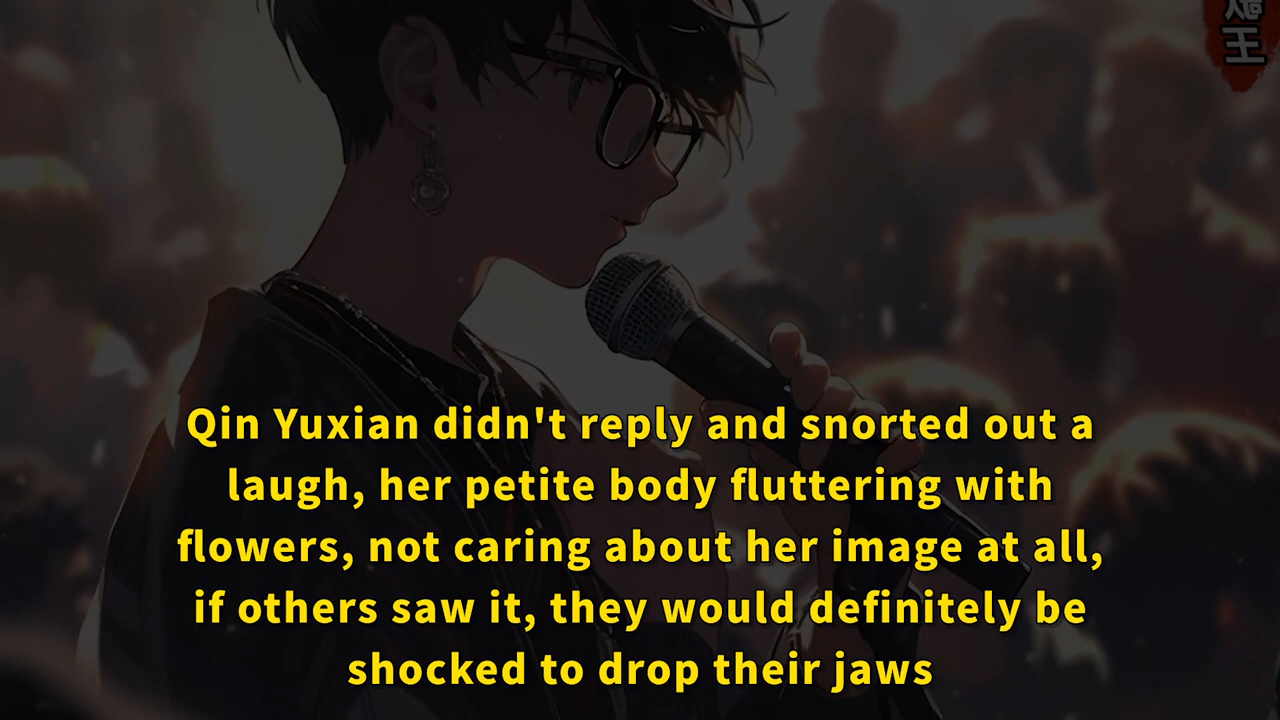 王
Qin Yuxian didn't reply and snorted out a
laugh, her petite body fluttering with
flowers, not caring about her image at all,
if others saw it, they would definitely be
shocked to drop their jaws